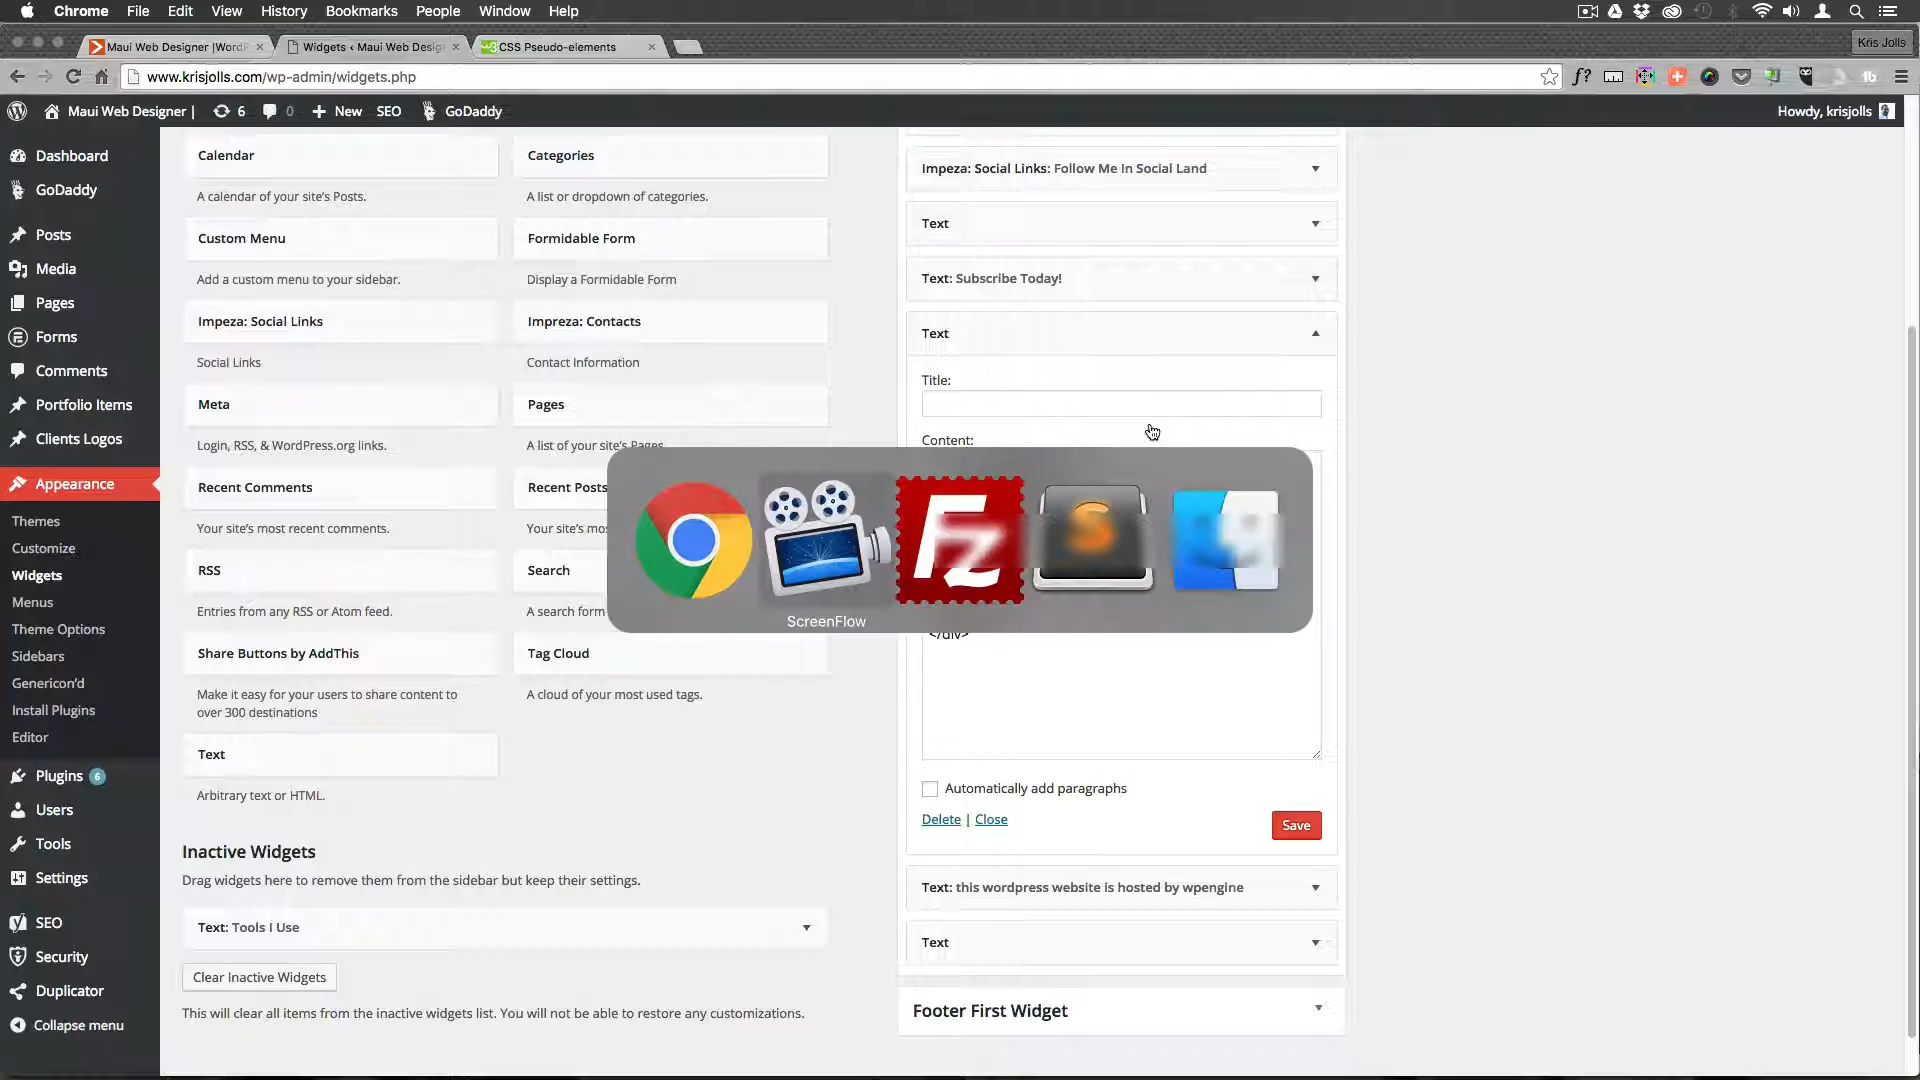 Chrome File Edit View History Bookmarks People Window Help
Maui Web Designer |WordP
Widgets ‹ Maui Web Desig
CSS Pseudo-elements
Kris Jolls
www.krisjolls.com/wp-admin/widgets.php
Maui Web Designer | 6 0 New SEO GoDaddy Howdy, krisjolls
Dashboard
GoDaddy
Posts
Media
Pages
Forms
Comments
Portfolio Items
Clients Logos
Appearance
Themes
Customize
Widgets
Menus
Theme Options
Sidebars
Genericon'd
Install Plugins
Editor
Plugins 6
Users
Tools
Settings
SEO
Security
Duplicator
Collapse menu
Calendar
A calendar of your site's Posts.
Categories
A list or dropdown of categories.
Custom Menu
Add a custom menu to your sidebar.
Formidable Form
Display a Formidable Form
Impeza: Social Links
Social Links
Impreza: Contacts
Contact Information
Meta
Login, RSS, & WordPress.org links.
Pages
A list of your site's Pages.
Recent Comments
Your site's most recent comments.
Recent Posts
Your site's mos
RSS
Entries from any RSS or Atom feed.
Search
A search form
Share Buttons by AddThis
Make it easy for your users to share content to
over 300 destinations
Tag Cloud
A cloud of your most used tags.
Text
Arbitrary text or HTML.
Inactive Widgets
Drag widgets here to remove them from the sidebar but keep their settings.
Text: Tools I Use
Clear Inactive Widgets
This will clear all items from the inactive widgets list. You will not be able to restore any customizations.
Impeza: Social Links: Follow Me In Social Land
Text
Text: Subscribe Today!
Text
Title:
Content:
ScreenFlow
</div>
Automatically add paragraphs
Delete | Close
Save
Text: this wordpress website is hosted by wpengine
Text
Footer First Widget